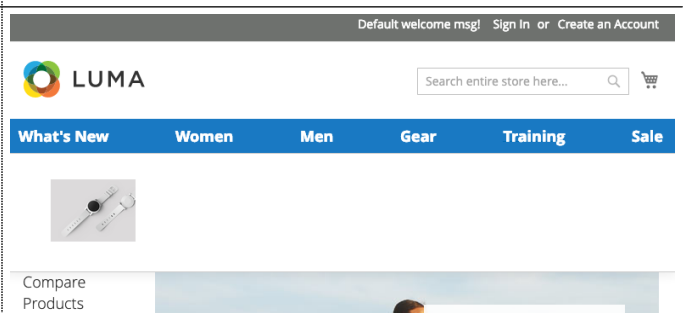 Default welcome msg! Sign In or Create an Account
LUMA
Search entire store here...
What's New Women Men Gear Training Sale
Compare
Products